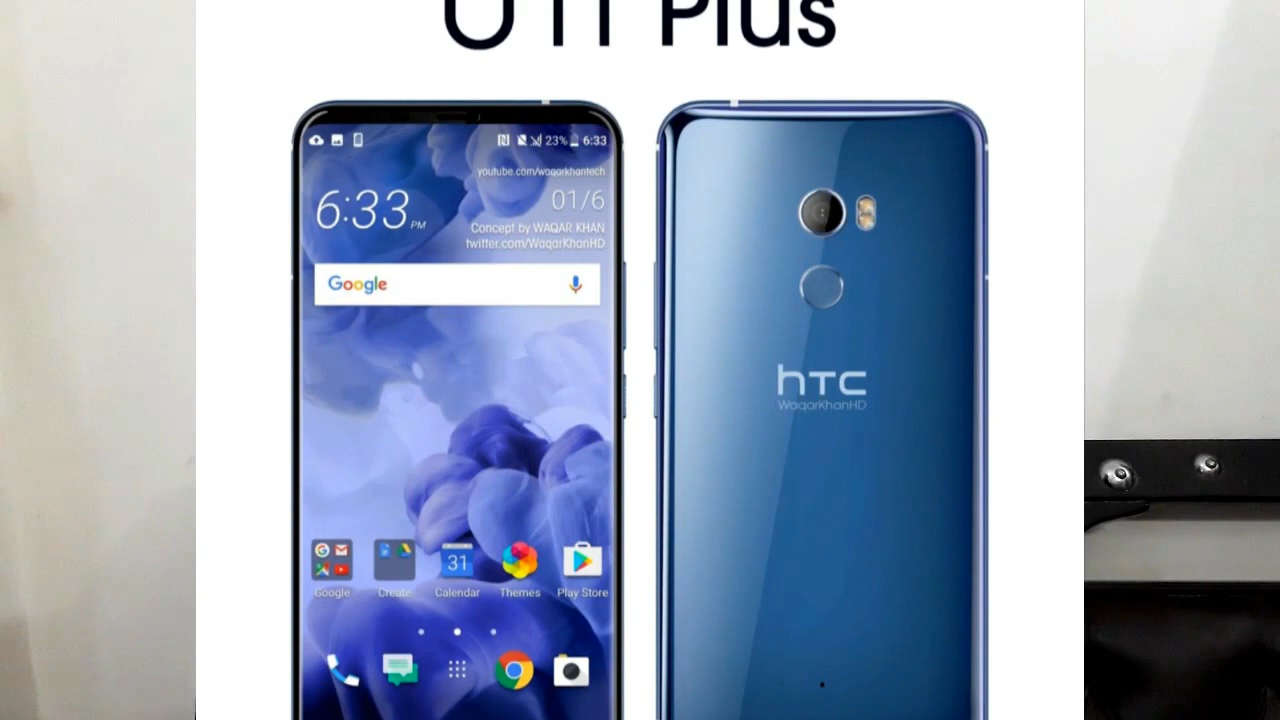 U 11 Plus
23% 6:33
youtube.com/waqarkhantech
6:33 PM
01/6
Concept by WAQAR KHAN
twitter.com/WaqarKhanHD
Google
31
Google Create Calendar Themes Play Store
hTC
WaqarKhanHD